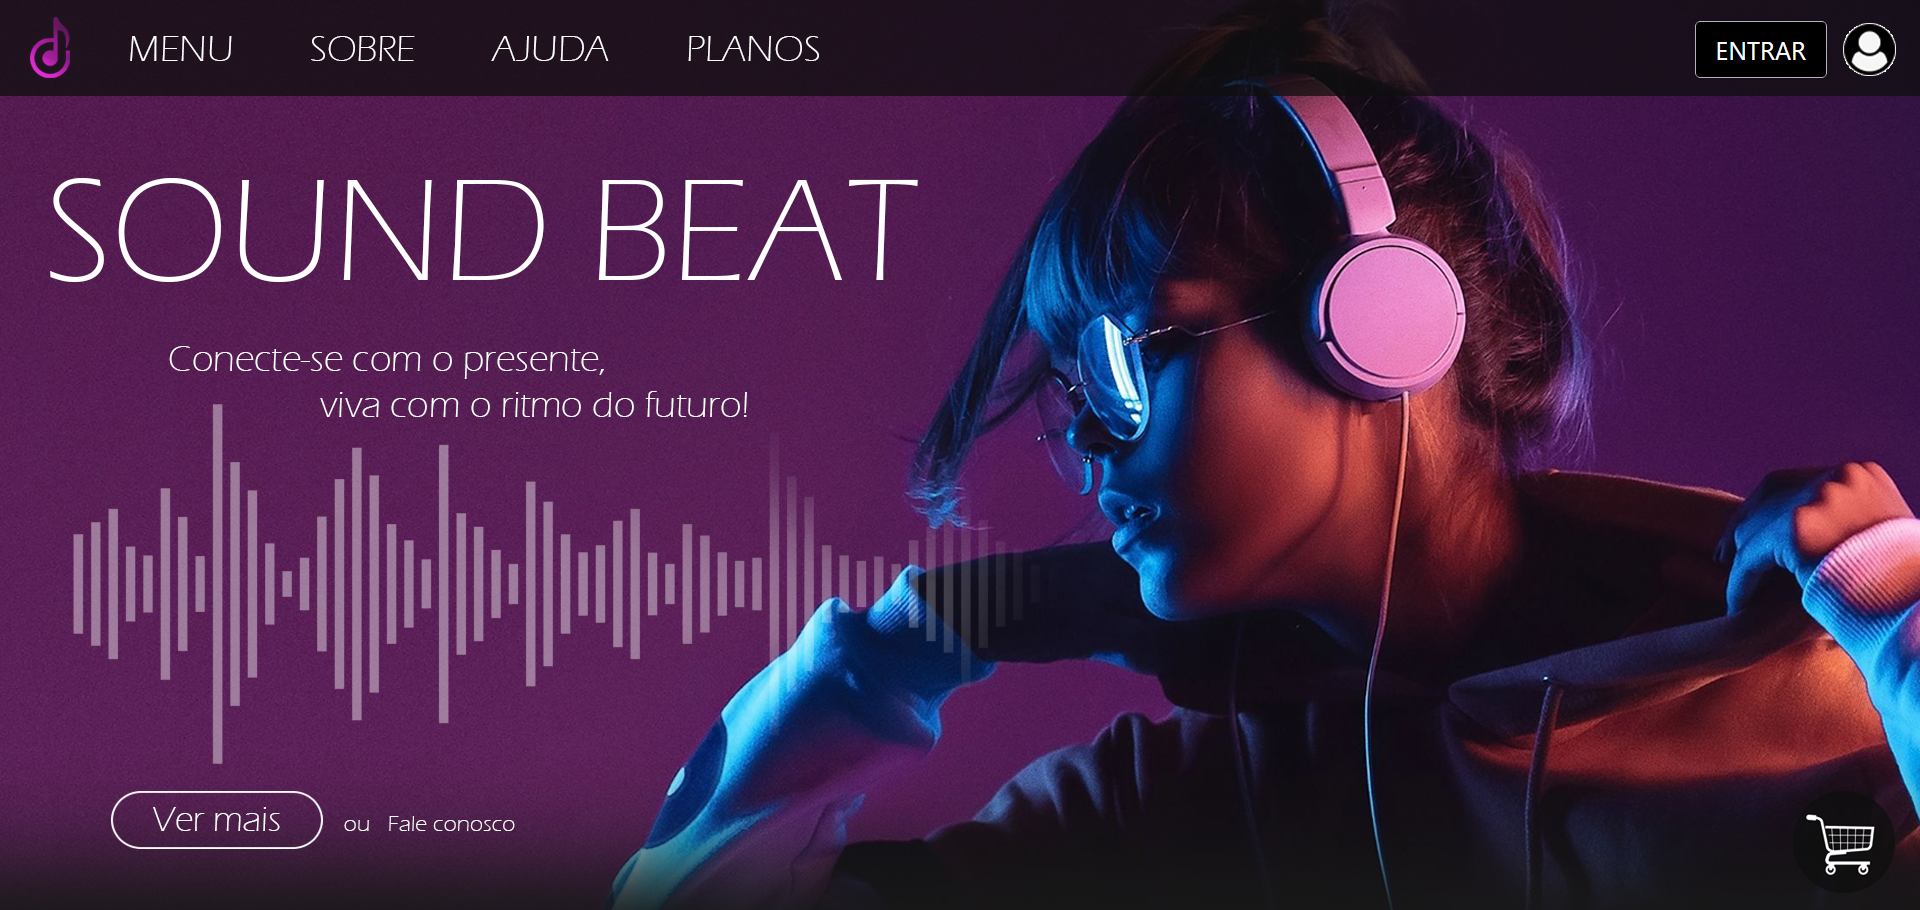 MENU SOBRE AJUDA PLANOS ENTRAR
SOUND BEAT
Conecte-se com o presente,
viva com o ritmo do futuro!
Ver mais ou Fale conosco